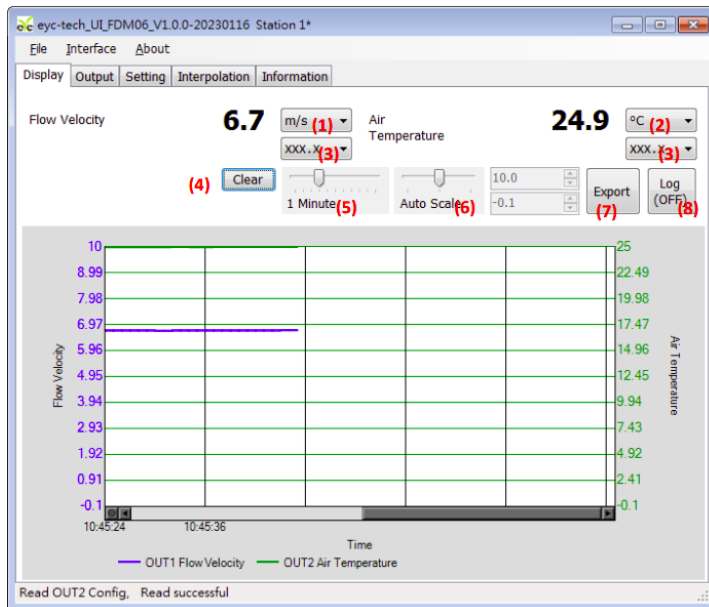 eyc-tech_UI_FDM06_V1.0.0-20230116 Station 1*
File Interface About
Display Output Setting Interpolation Information
Flow Velocity 6.7 m/s (1) Air Temperature 24.9 °C (2)
XXX.X (3) XXX.X (3)
(4) Clear 1 Minute (5) Auto Scale (6) 10.0 -0.1 Export (7) Log (OFF) (8)
10 25
8.99 22.49
7.98 19.98
6.97 17.47
5.96 14.96
4.95 12.45
3.94 9.94
2.93 7.43
1.92 4.92
0.91 2.41
-0.1 -0.1
Flow Velocity
Air Temperature
10:45:24 10:45:36
Time
OUT1 Flow Velocity OUT2 Air Temperature
Read OUT2 Config, Read successful